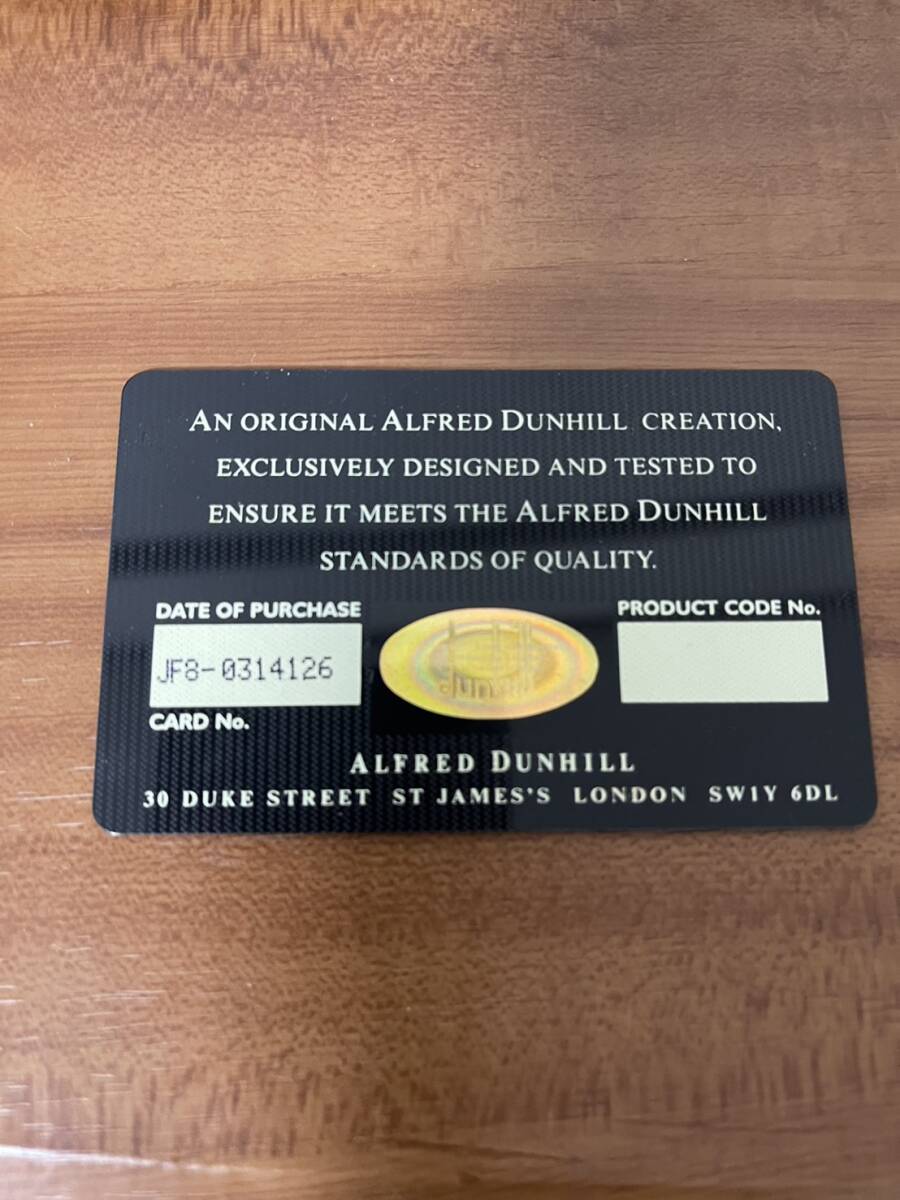 AN ORIGINAL ALFRED DUNHILL CREATION,
EXCLUSIVELY DESIGNED AND TESTED TO
ENSURE IT MEETS THE ALFRED DUNHILL
STANDARDS OF QUALITY.
DATE OF PURCHASE
PRODUCT CODE No.
JF8-0314126
dunhill
CARD No.
ALFRED DUNHILL
30 DUKE STREET ST JAMES'S LONDON SW1Y 6DL